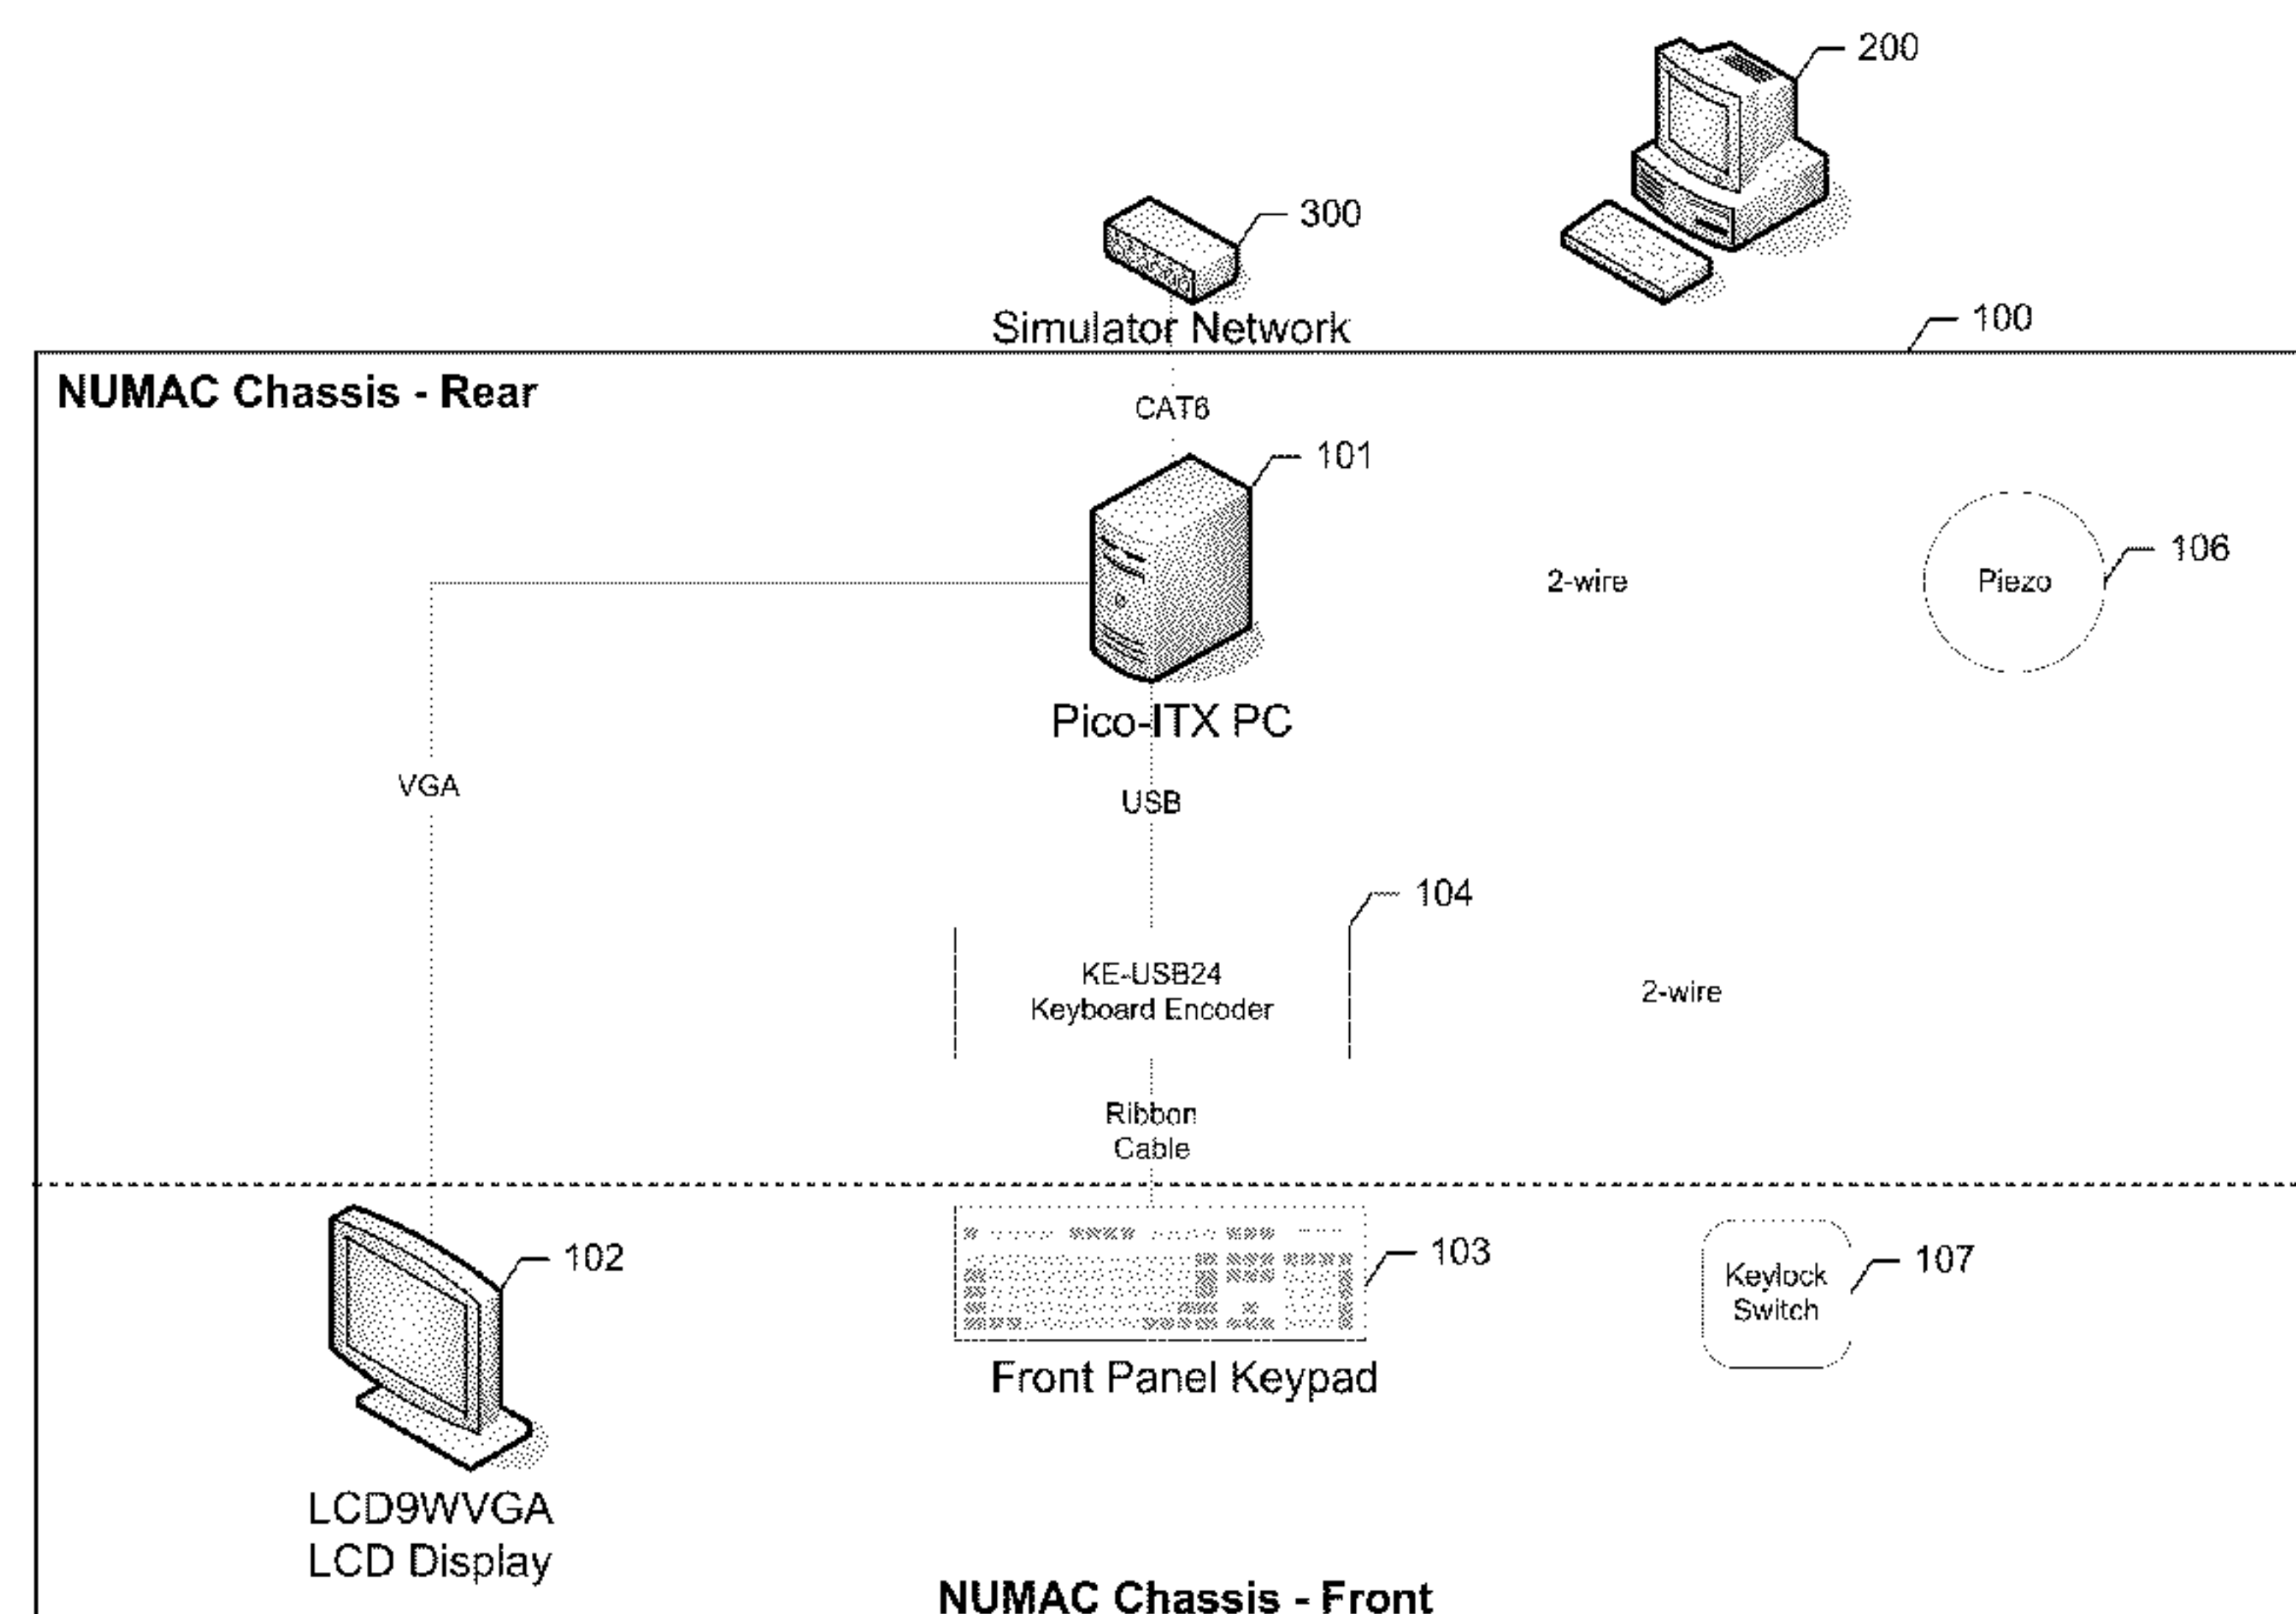 200
300
Simulator Network
100
NUMAC Chassis - Rear
CAT6
101
106
2-wire
Piezo
Pico-ITX PC
VGA
USB
104
KE-USB24
Keyboard Encoder
2-wire
Ribbon
Cable
102
103
107
Keylock
Switch
Front Panel Keypad
LCD9WVGA
LCD Display
NUMAC Chassis - Front